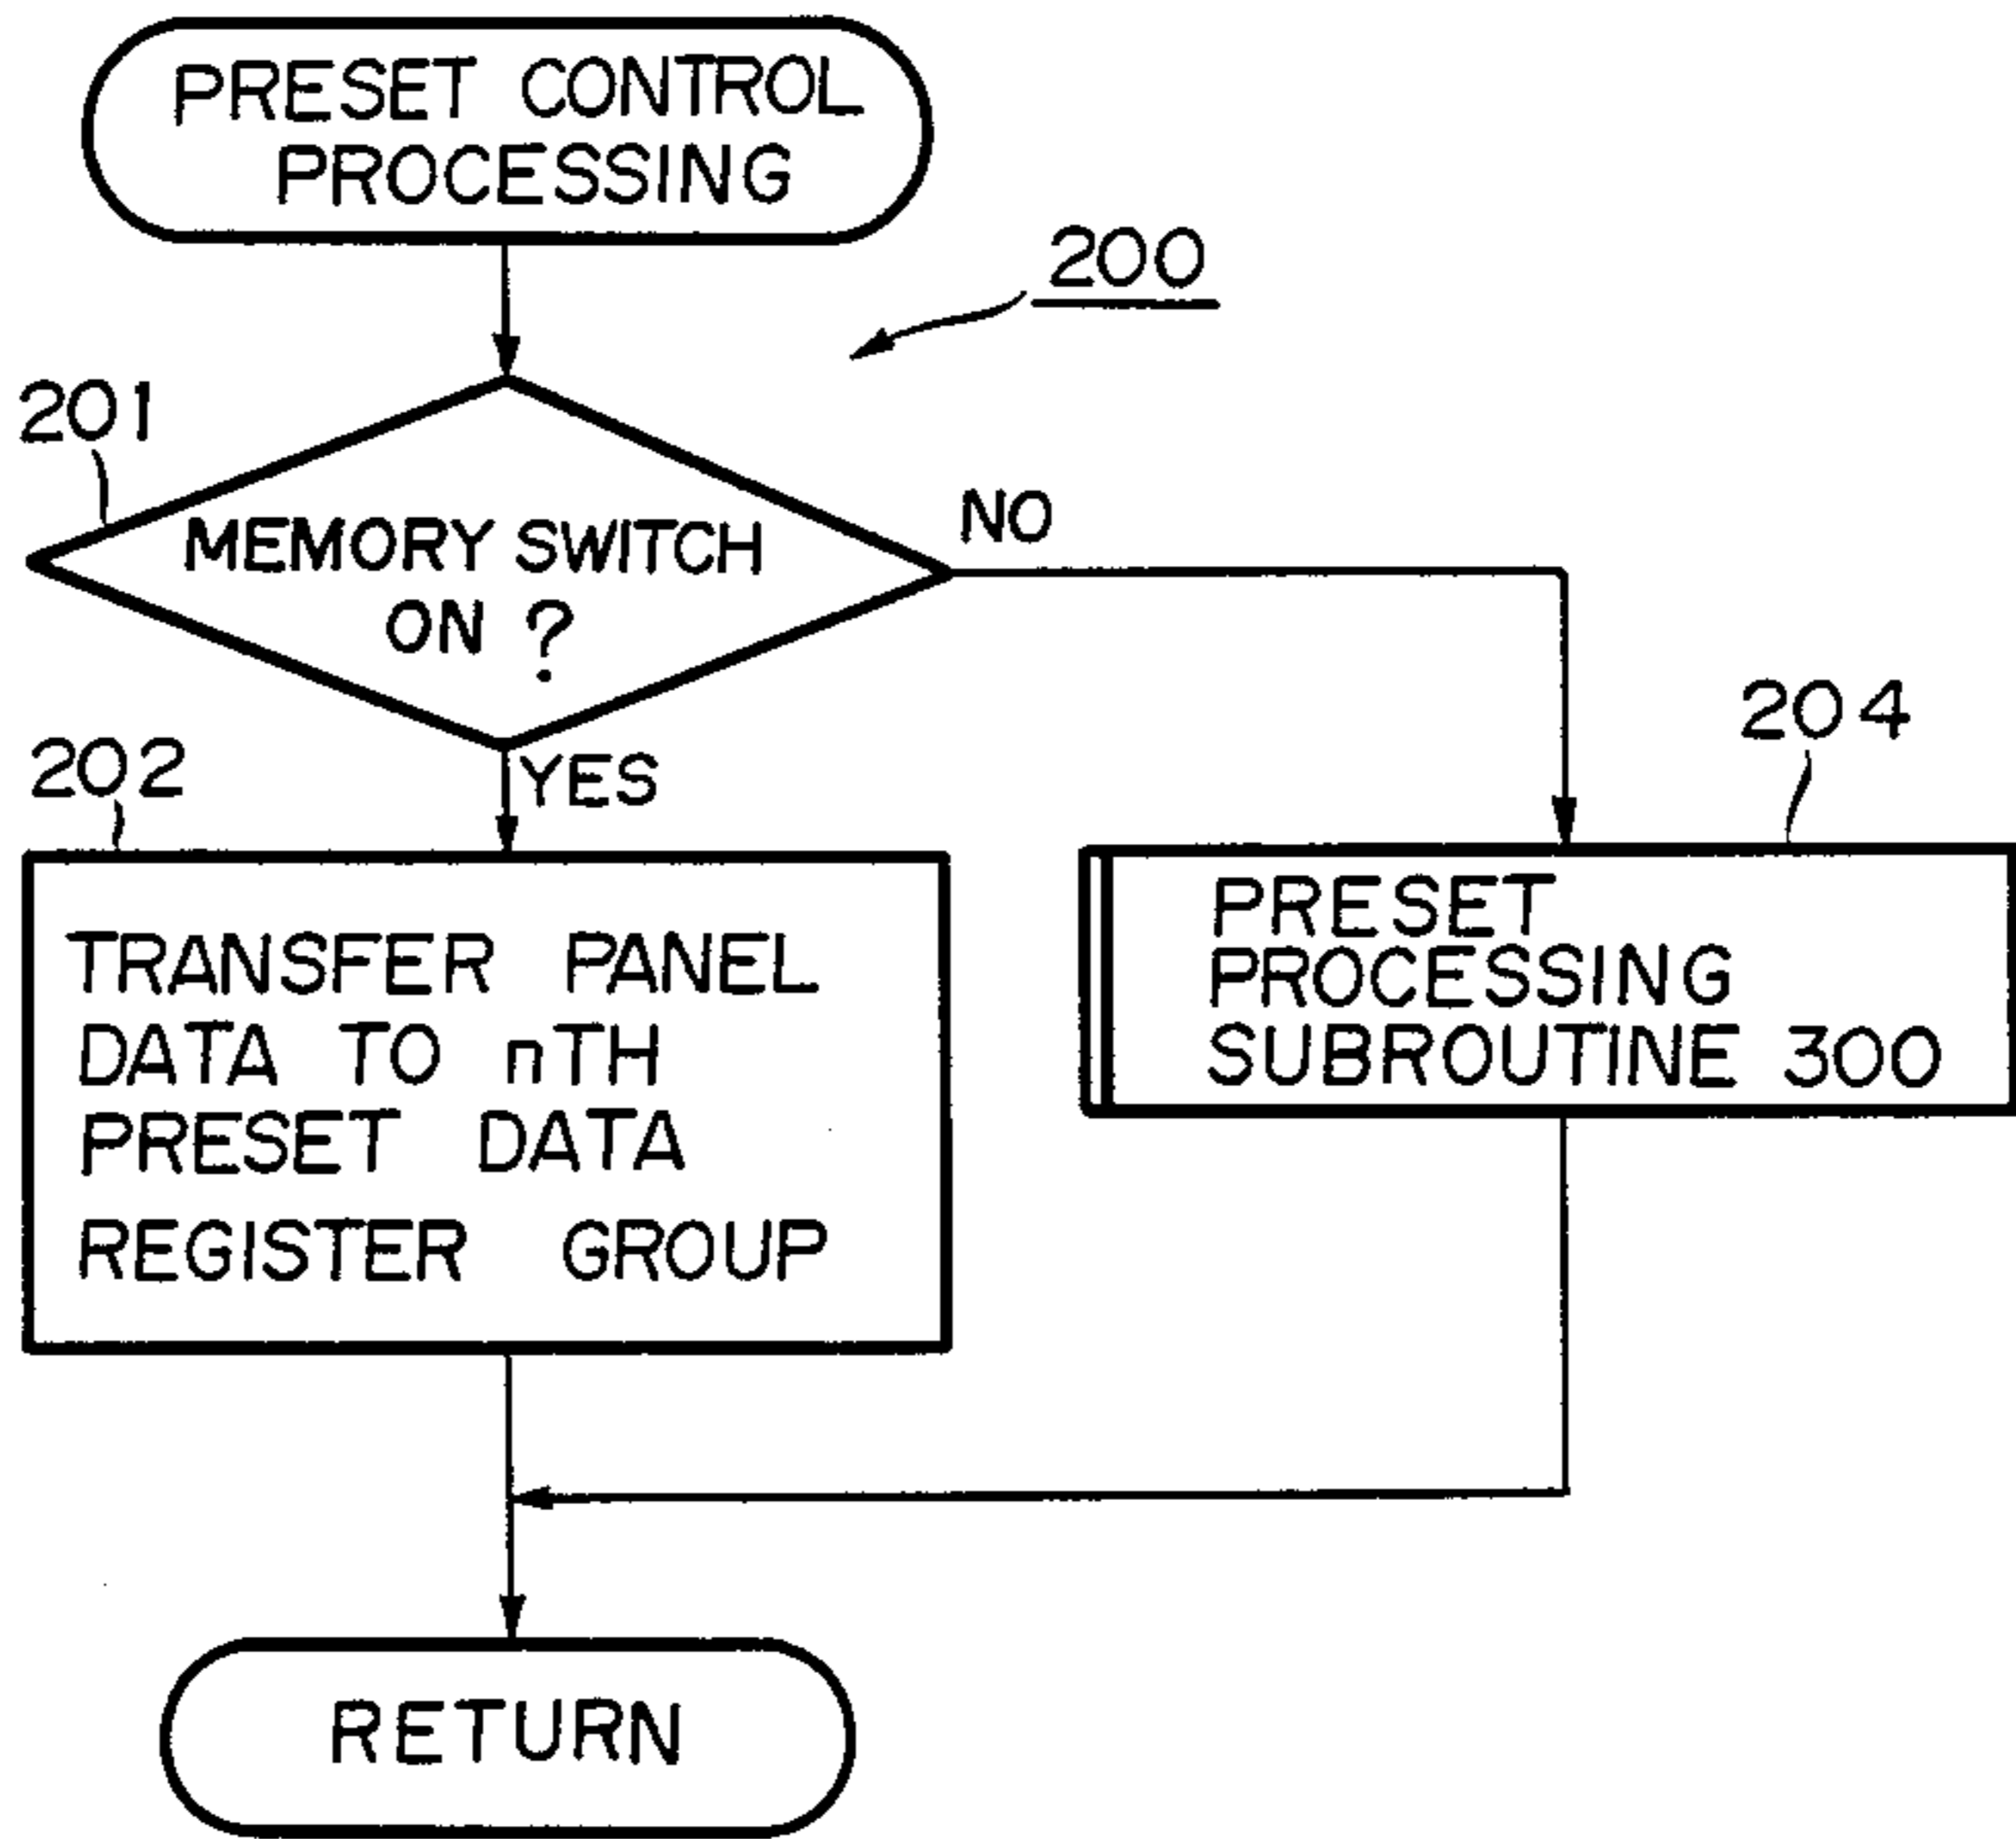 PRESET CONTROL
PROCESSING
200
201
MEMORY SWITCH
ON ?
NO
YES
202
TRANSFER PANEL
DATA TO nTH
PRESET DATA
REGISTER GROUP
204
PRESET
PROCESSING
SUBROUTINE 300
RETURN